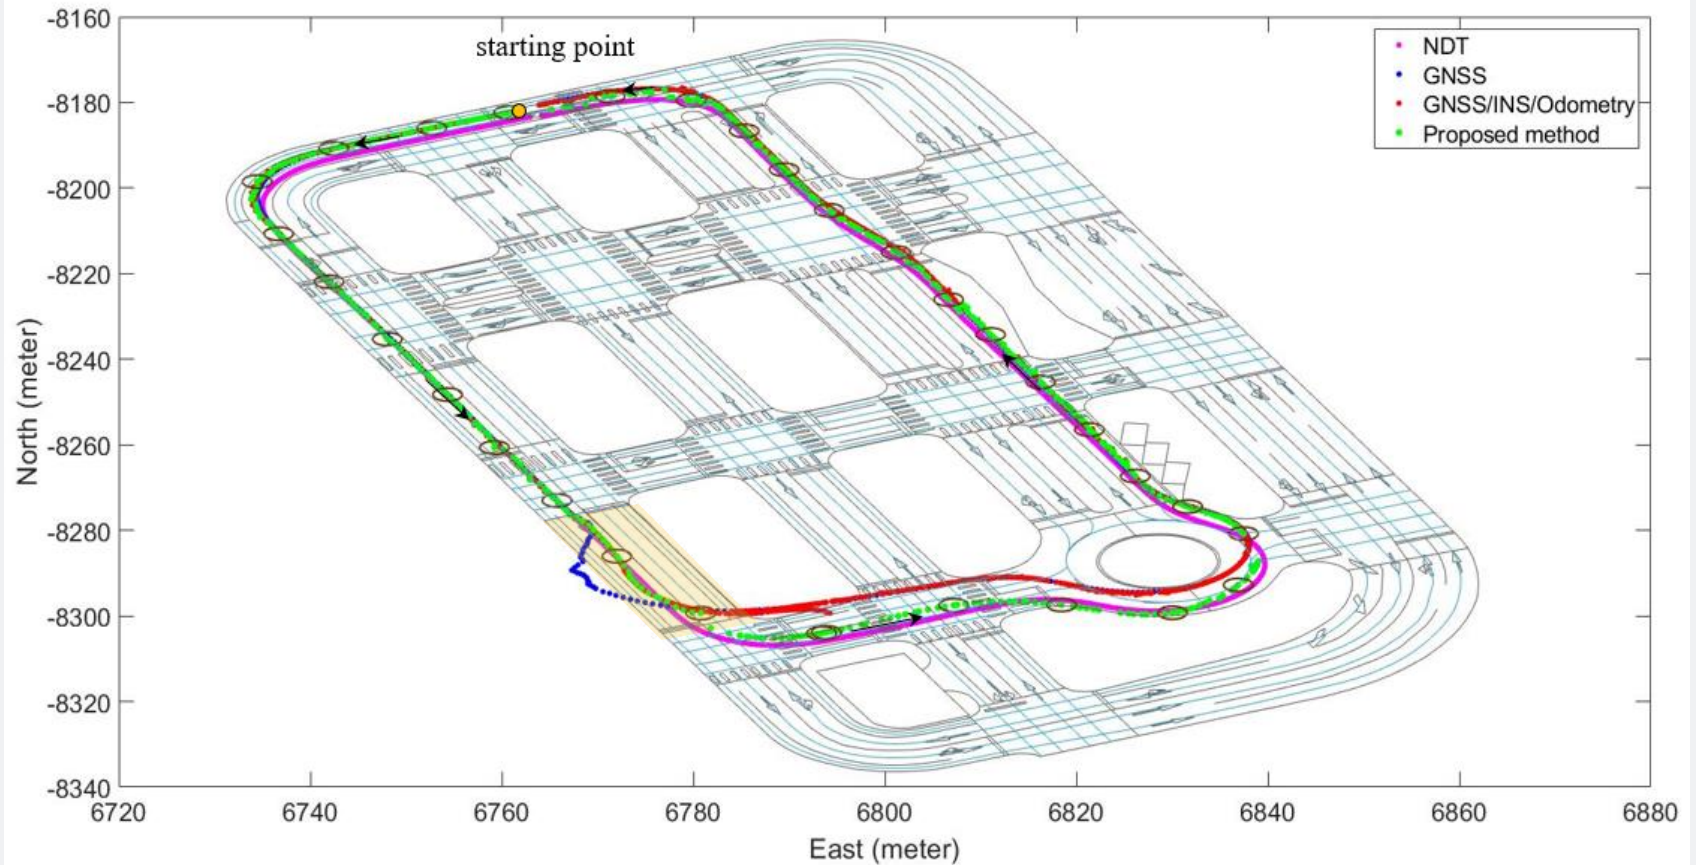 -8160
starting point
NDT
GNSS
GNSS/INS/Odometry
Proposed method
-8180
-8200
-8220
-8240
-8260
-8280
-8300
-8320
-8340
North (meter)
6720 6740 6760 6780 6800 6820 6840 6860 6880
East (meter)